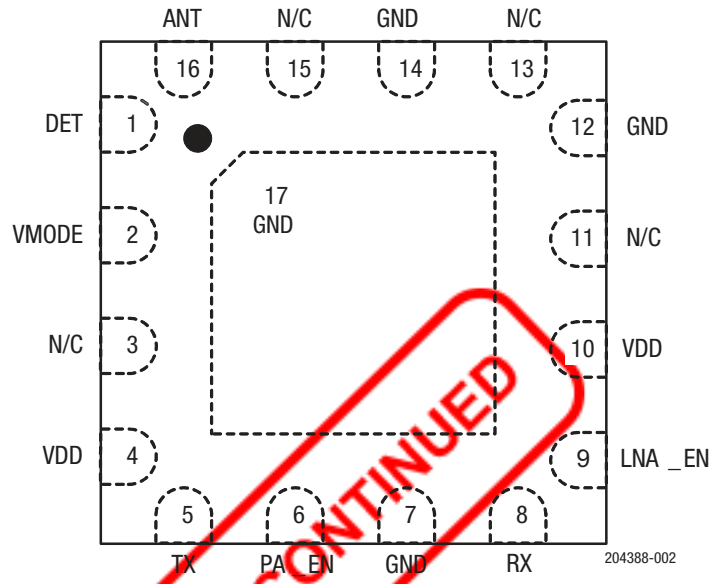 ANT N/C GND N/C
16 15 14 13
DET 1 12 GND
17
GND
VMODE 2 11 N/C
N/C 3 10 VDD
VDD 4 9 LNA _EN
5 6 7 8
TX PA _EN GND RX
204388-002
CONTINUED